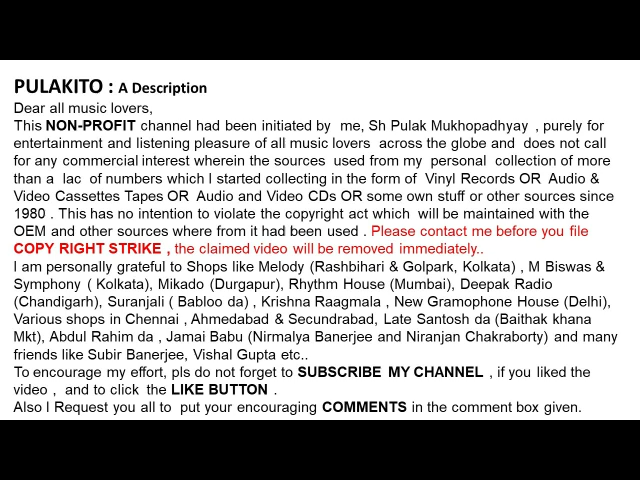 PULAKITO : A Description
Dear all music lovers,
This NON-PROFIT channel had been initiated by me, Sh Pulak Mukhopadhyay , purely for
entertainment and listening pleasure of all music lovers across the globe and does not call
for any commercial interest wherein the sources used from my personal collection of more
than a lac of numbers which I started collecting in the form of Vinyl Records OR Audio &
Video Cassettes Tapes OR Audio and Video CDs OR some own stuff or other sources since
1980 . This has no intention to violate the copyright act which will be maintained with the
OEM and other sources where from it had been used . Please contact me before you file
COPY RIGHT STRIKE , the claimed video will be removed immediately..
I am personally grateful to Shops like Melody (Rashbihari & Golpark, Kolkata) , M Biswas &
Symphony ( Kolkata), Mikado (Durgapur), Rhythm House (Mumbai), Deepak Radio
(Chandigarh), Suranjali ( Babloo da) , Krishna Raagmala , New Gramophone House (Delhi),
Various shops in Chennai , Ahmedabad & Secundrabad, Late Santosh da (Baithak khana
Mkt), Abdul Rahim da , Jamai Babu (Nirmalya Banerjee and Niranjan Chakraborty) and many
friends like Subir Banerjee, Vishal Gupta etc..
To encourage my effort, pls do not forget to SUBSCRIBE MY CHANNEL , if you liked the
video , and to click the LIKE BUTTON .
Also I Request you all to put your encouraging COMMENTS in the comment box given.